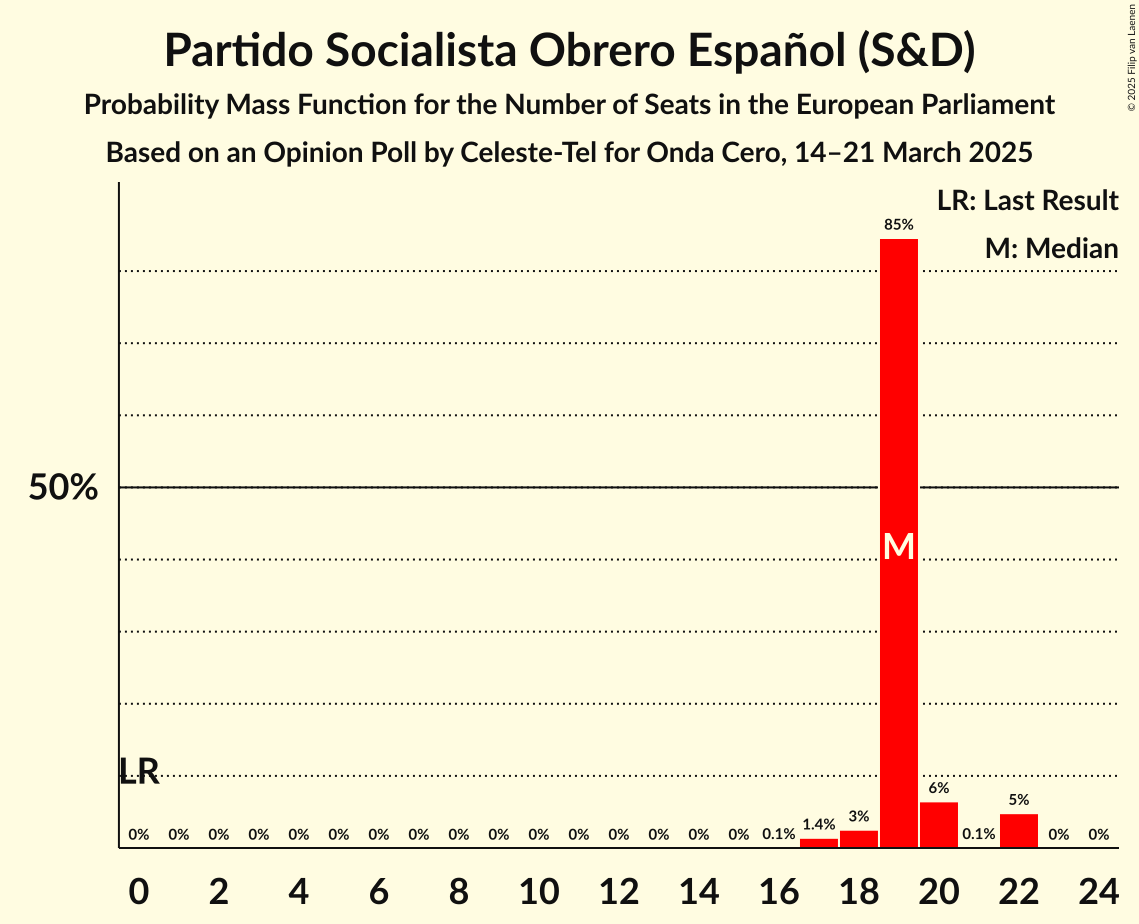 Partido Socialista Obrero Español (S&D)
Probability Mass Function for the Number of Seats in the European Parliament
Based on an Opinion Poll by Celeste-Tel for Onda Cero, 14–21 March 2025
© 2025 Filip van Laenen
LR: Last Result
M: Median
85%
50%
M
LR
0% 0% 0% 0% 0% 0% 0% 0% 0% 0% 0% 0% 0% 0% 0% 0% 0.1% 1.4% 3% 6% 0.1% 5% 0% 0%
0 2 4 6 8 10 12 14 16 18 20 22 24